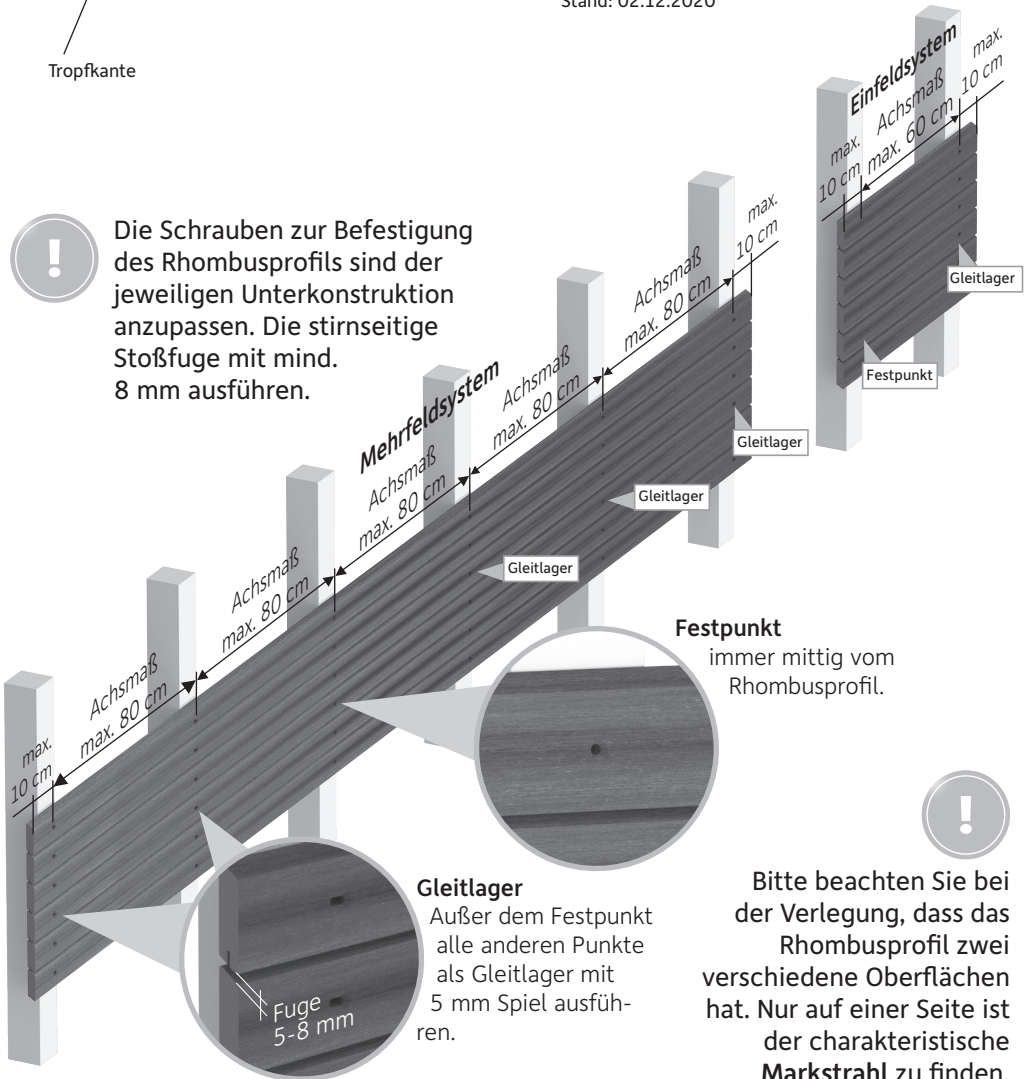 Stand: 02.12.2020
Tropfkante
Einfeldsystem
max.
10 cm
Achsmaß
max. 60 cm
max.
10 cm
Gleitlager
Festpunkt
Die Schrauben zur Befestigung
des Rhombusprofils sind der
jeweiligen Unterkonstruktion
anzupassen. Die stirnseitige
Stoßfuge mit mind.
8 mm ausführen.
Mehrfeldsystem
max.
10 cm
Achsmaß
max. 80 cm
Achsmaß
max. 80 cm
Achsmaß
max. 80 cm
Achsmaß
max. 80 cm
Achsmaß
max. 80 cm
max.
10 cm
Gleitlager
Gleitlager
Gleitlager
Festpunkt
immer mittig vom
Rhombusprofil.
Gleitlager
Außer dem Festpunkt
alle anderen Punkte
als Gleitlager mit
5 mm Spiel ausfüh-
ren.
Fuge
5-8 mm
Bitte beachten Sie bei
der Verlegung, dass das
Rhombusprofil zwei
verschiedene Oberflächen
hat. Nur auf einer Seite ist
der charakteristische
Markstrahl zu finden.